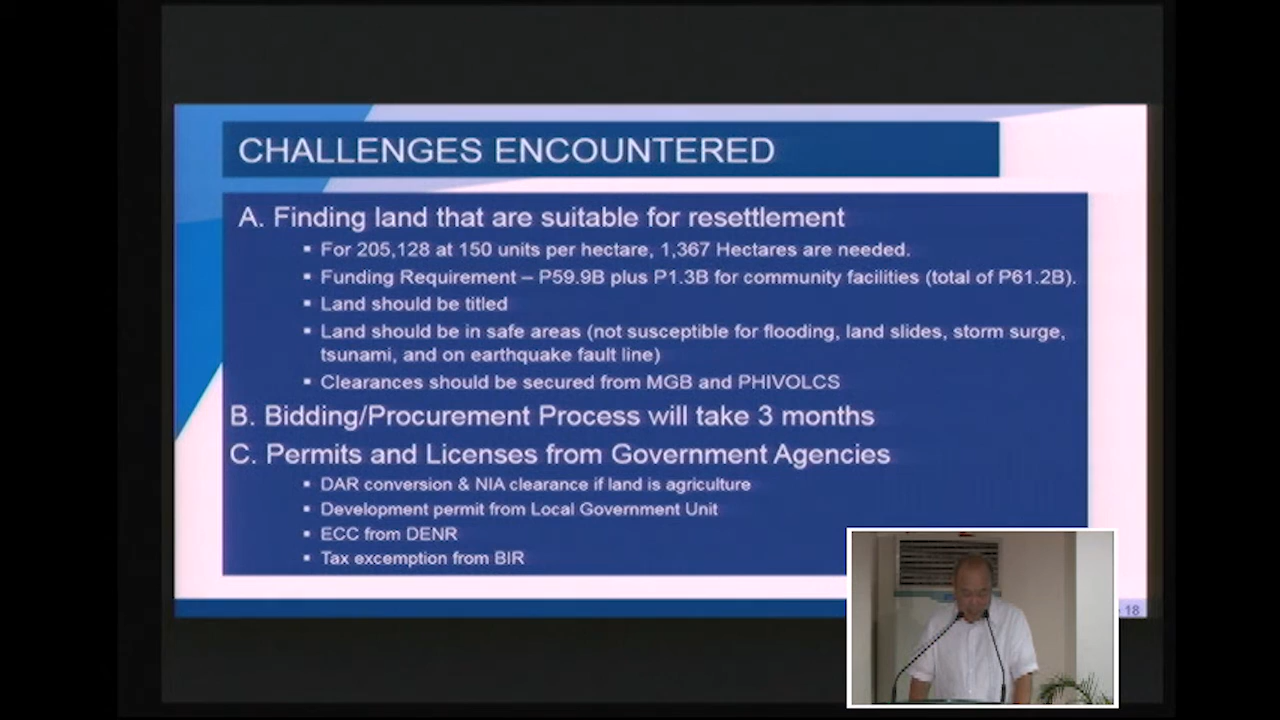 CHALLENGES ENCOUNTERED
A. Finding land that are suitable for resettlement
▪ For 205,128 at 150 units per hectare, 1,367 Hectares are needed.
▪ Funding Requirement – P59.9B plus P1.3B for community facilities (total of P61.2B).
▪ Land should be titled
▪ Land should be in safe areas (not susceptible for flooding, land slides, storm surge,
tsunami, and on earthquake fault line)
▪ Clearances should be secured from MGB and PHIVOLCS
B. Bidding/Procurement Process will take 3 months
C. Permits and Licenses from Government Agencies
▪ DAR conversion & NIA clearance if land is agriculture
▪ Development permit from Local Government Unit
▪ ECC from DENR
▪ Tax excemption from BIR
18